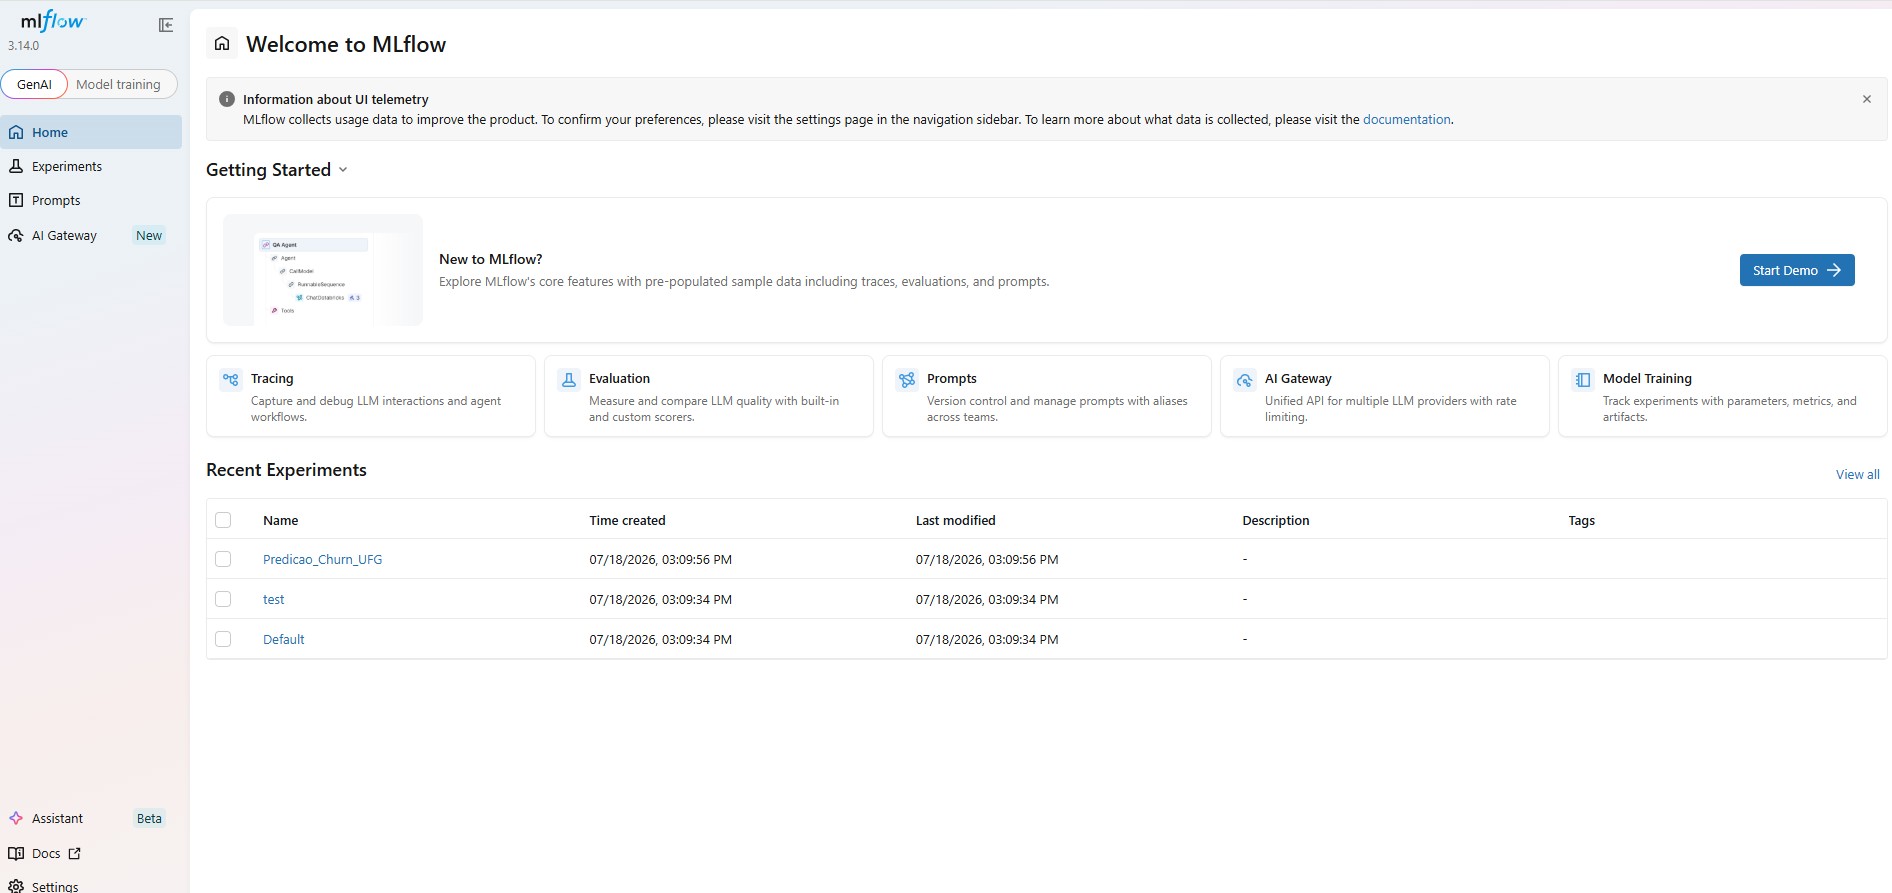 mlflow
3.14.0
GenAI Model training
Home
Experiments
Prompts
AI Gateway New
Assistant Beta
Docs
Settings
Welcome to MLflow
Information about UI telemetry
MLflow collects usage data to improve the product. To confirm your preferences, please visit the settings page in the navigation sidebar. To learn more about what data is collected, please visit the documentation.
Getting Started
QA Agent
Agent
CallModel
RunnableSequence
ChatDatabricks 3
Tools
New to MLflow?
Explore MLflow's core features with pre-populated sample data including traces, evaluations, and prompts.
Start Demo
Tracing
Capture and debug LLM interactions and agent
workflows.
Evaluation
Measure and compare LLM quality with built-in
and custom scorers.
Prompts
Version control and manage prompts with aliases
across teams.
AI Gateway
Unified API for multiple LLM providers with rate
limiting.
Model Training
Track experiments with parameters, metrics, and
artifacts.
Recent Experiments
View all
Name Time created Last modified Description Tags
Predicao_Churn_UFG 07/18/2026, 03:09:56 PM 07/18/2026, 03:09:56 PM -
test 07/18/2026, 03:09:34 PM 07/18/2026, 03:09:34 PM -
Default 07/18/2026, 03:09:34 PM 07/18/2026, 03:09:34 PM -